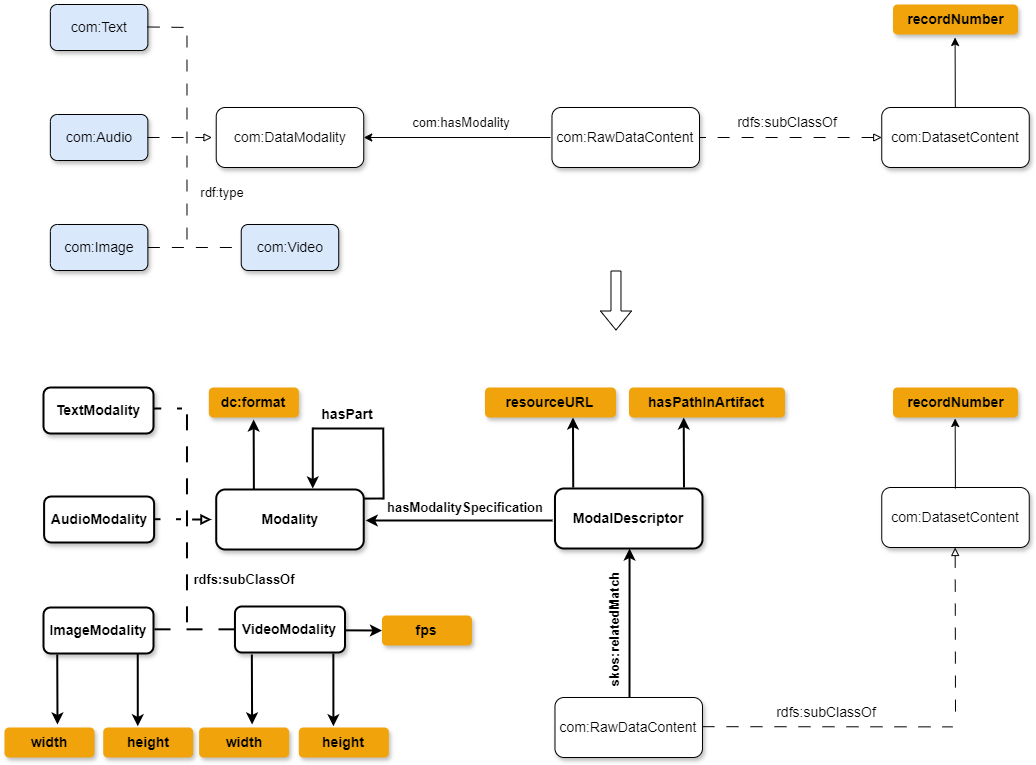 com:Text
recordNumber
com:Audio
com:DataModality
com:hasModality
com:RawDataContent
rdfs:subClassOf
com:DatasetContent
rdf:type
com:Image
com:Video
TextModality
dc:format
hasPart
resourceURL
hasPathInArtifact
recordNumber
AudioModality
Modality
hasModalitySpecification
ModalDescriptor
com:DatasetContent
rdfs:subClassOf
ImageModality
VideoModality
fps
skos:relatedMatch
com:RawDataContent
rdfs:subClassOf
width
height
width
height